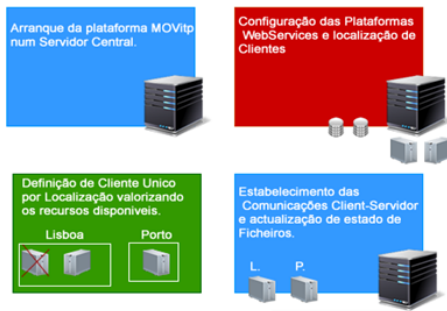 Arranque da plataforma MOVitp
num Servidor Central.
Configuração das Plataformas
WebServices e localização de
Clientes
Definição de Cliente Unico
por Localização valorizando
os recursos disponiveis.
Lisboa Porto
Estabelecimento das
Comunicações Client-Servidor
e actualização de estado de
Ficheiros.
L. P.